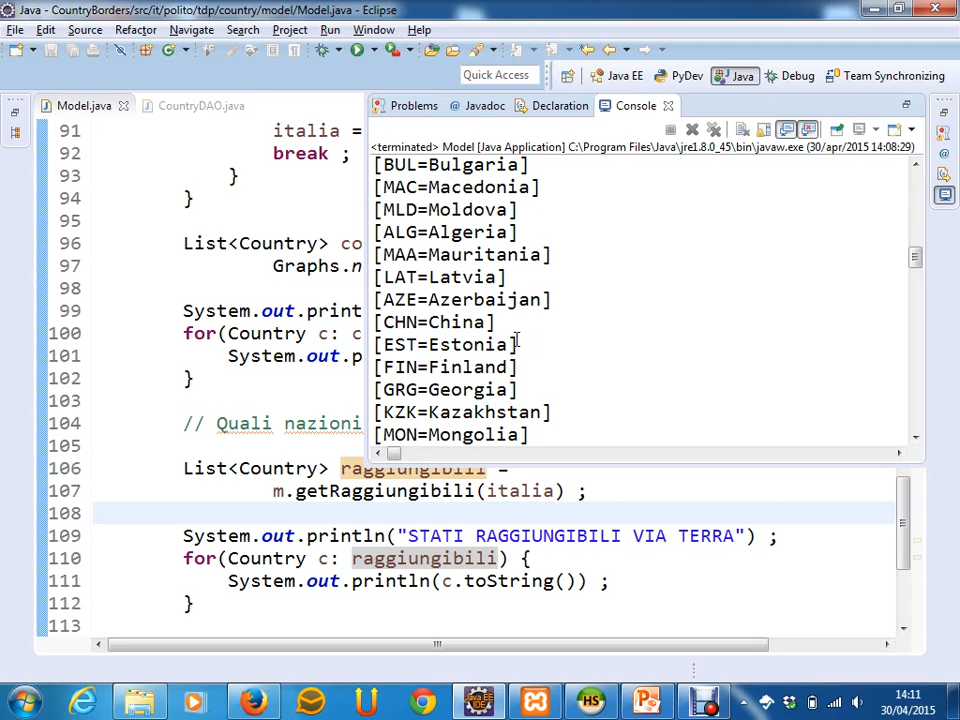 Java - CountryBorders/src/it/polito/tdp/country/model/Model.java - Eclipse
File Edit Source Refactor Navigate Search Project Run Window Help
Quick Access Java EE PyDev Java Debug Team Synchronizing
Model.java CountryDAO.java
Problems Javadoc Declaration Console
<terminated> Model [Java Application] C:\Program Files\Java\jre1.8.0_45\bin\javaw.exe (30/apr/2015 14:08:29)
[BUL=Bulgaria]
[MAC=Macedonia]
[MLD=Moldova]
[ALG=Algeria]
[MAA=Mauritania]
[LAT=Latvia]
[AZE=Azerbaijan]
[CHN=China]
[EST=Estonia]
[FIN=Finland]
[GRG=Georgia]
[KZK=Kazakhstan]
[MON=Mongolia]
91 italia =
92 break ;
93 }
94 }
95
96 List<Country> co
97 Graphs.n
98
99 System.out.print
100 for(Country c: c
101 System.out.p
102 }
103
104 // Quali nazioni
105
106 List<Country> raggiungibili =
107 m.getRaggiungibili(italia) ;
108
109 System.out.println("STATI RAGGIUNGIBILI VIA TERRA") ;
110 for(Country c: raggiungibili) {
111 System.out.println(c.toString()) ;
112 }
113
14:11
30/04/2015